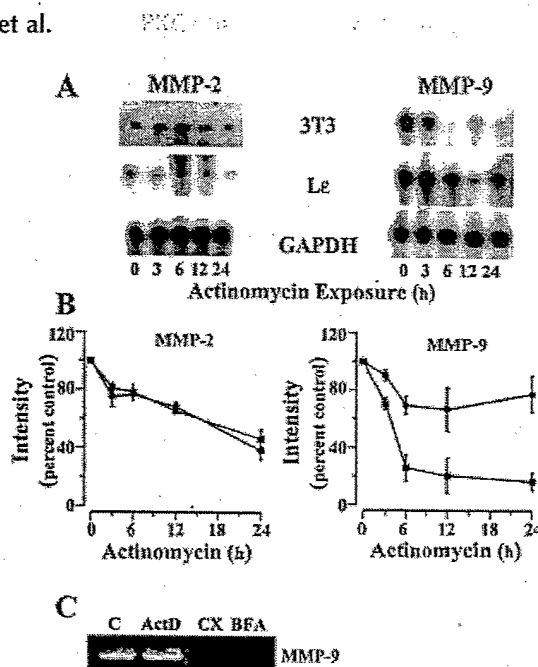 et al.
A
MMP-2
MMP-9
3T3
Lε
GAPDH
0 3 6 12 24
0 3 6 12 24
Actinomycin Exposure (h)
B
120
80
40
0
Intensity
(percent control)
MMP-2
0 6 12 18 24
Actinomycin (h)
120
80
40
0
Intensity
(percent control)
MMP-9
0 6 12 18 24
Actinomycin (h)
C
C ActD CX BFA
MMP-9